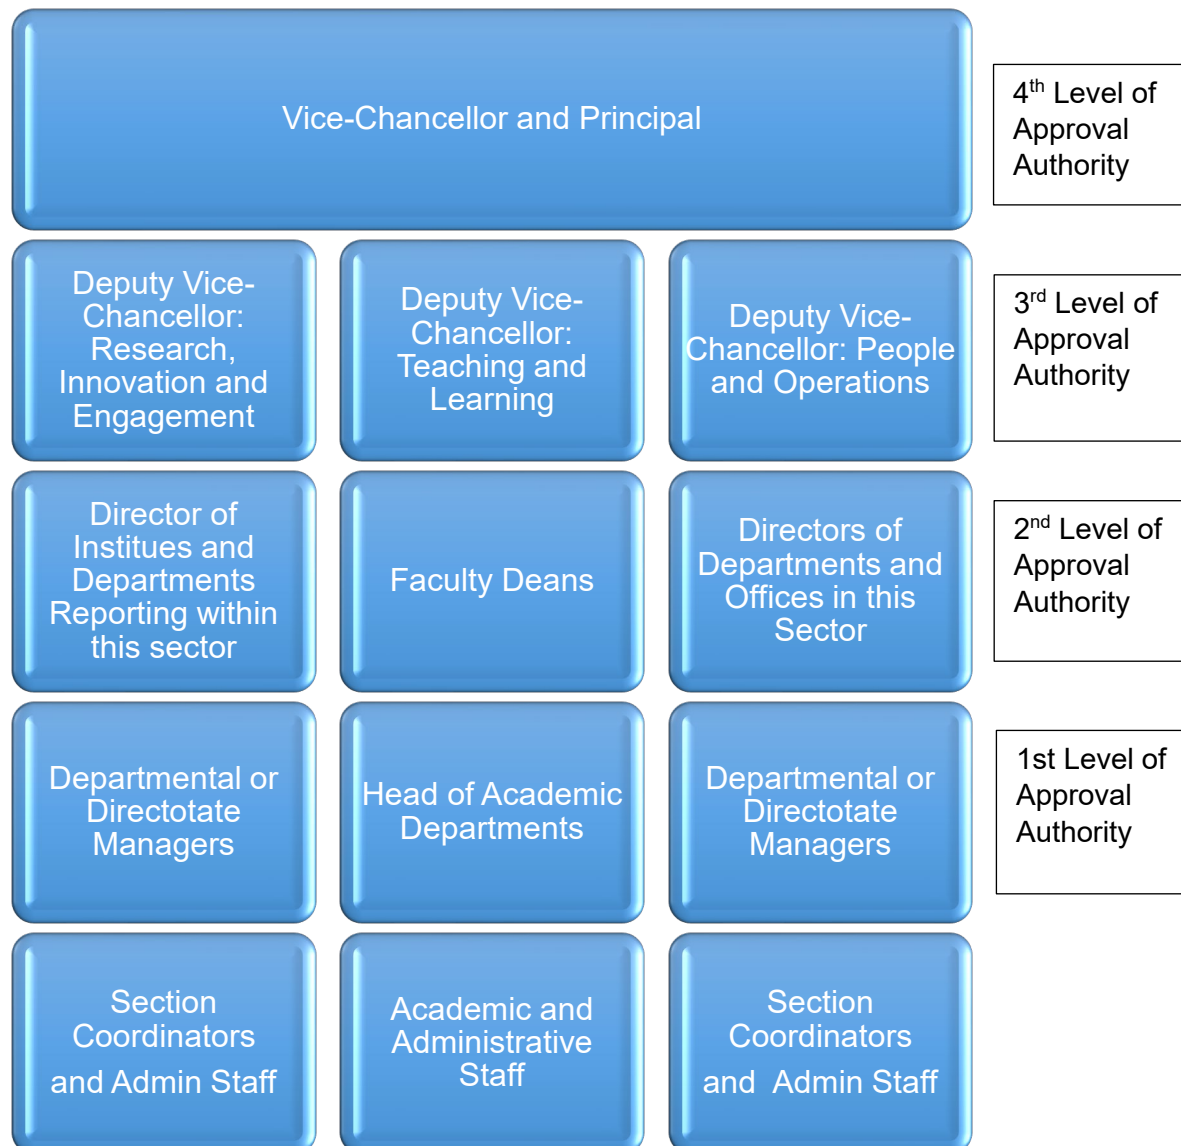 Vice-Chancellor and Principal
4th Level of
Approval
Authority
Deputy Vice-
Chancellor:
Research,
Innovation and
Engagement
Deputy Vice-
Chancellor:
Teaching and
Learning
Deputy Vice-
Chancellor: People
and Operations
3rd Level of
Approval
Authority
Director of
Institues and
Departments
Reporting within
this sector
Faculty Deans
Directors of
Departments and
Offices in this
Sector
2nd Level of
Approval
Authority
Departmental or
Directotate
Managers
Head of Academic
Departments
Departmental or
Directotate
Managers
1st Level of
Approval
Authority
Section
Coordinators
and Admin Staff
Academic and
Administrative
Staff
Section
Coordinators
and Admin Staff